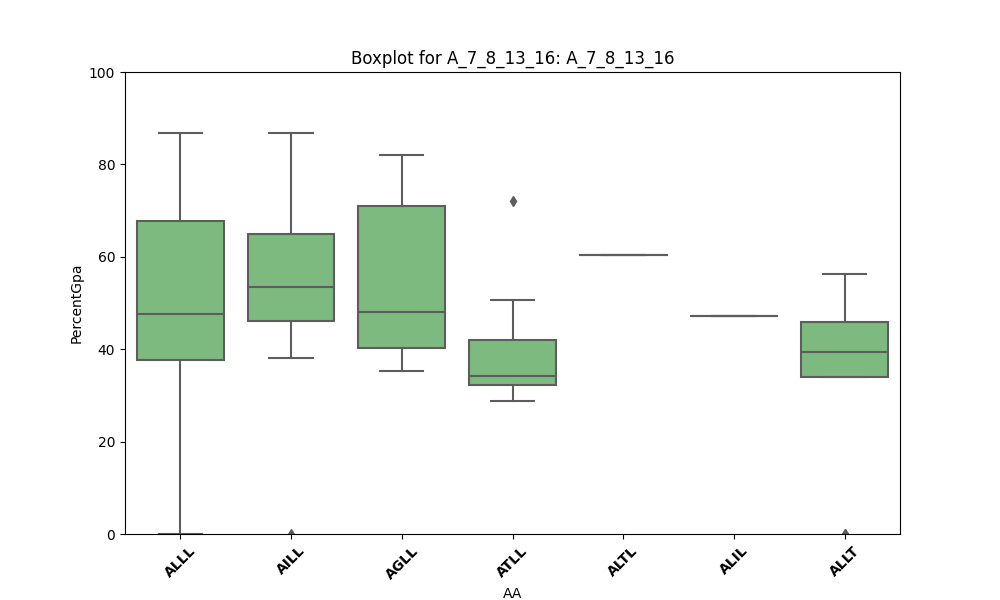 Boxplot for A_7_8_13_16: A_7_8_13_16
100
80
60
40
20
0
PercentGpa
ALLL
AILL
AGLL
ATLL
ALTL
ALIL
ALLT
AA